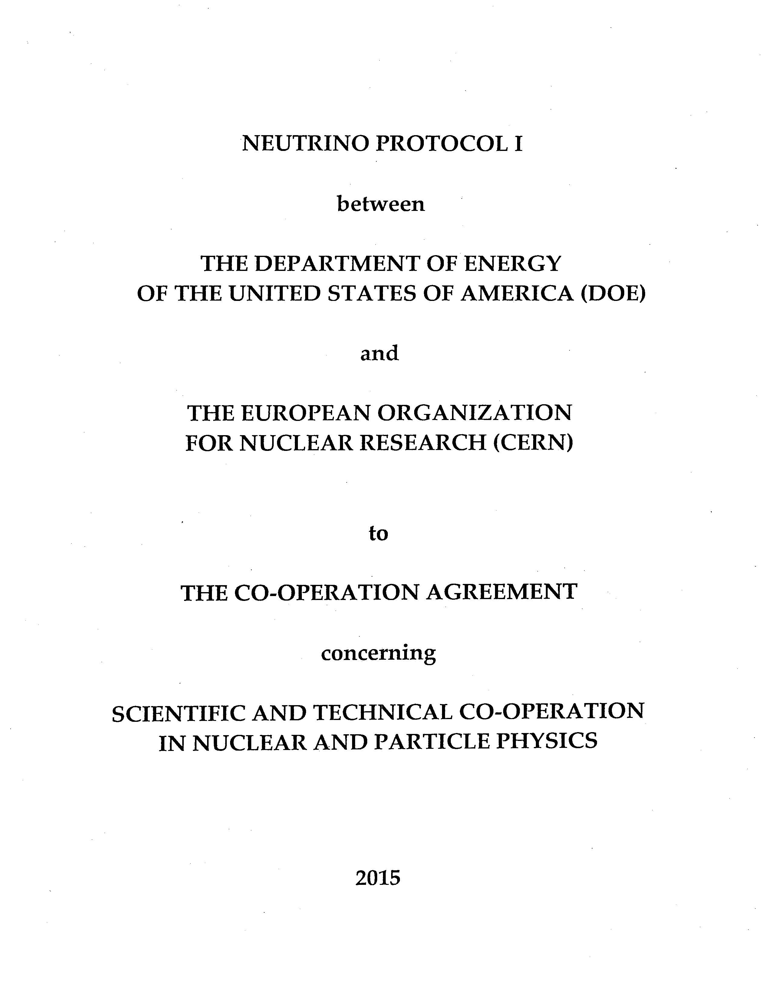 NEUTRINO PROTOCOL I
between
THE DEPARTMENT OF ENERGY
OF THE UNITED STATES OF AMERICA (DOE)
and
THE EUROPEAN ORGANIZATION
FOR NUCLEAR RESEARCH (CERN)
to
THE CO-OPERATION AGREEMENT
concerning
SCIENTIFIC AND TECHNICAL CO-OPERATION
IN NUCLEAR AND PARTICLE PHYSICS
2015